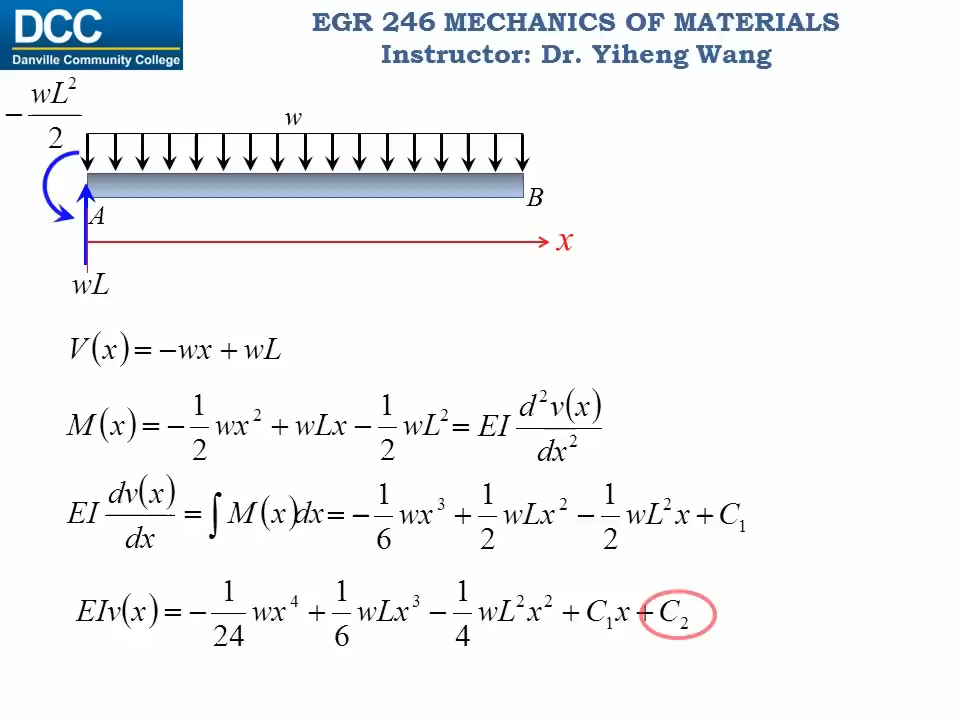 DCC
Danville Community College
EGR 246 MECHANICS OF MATERIALS
Instructor: Dr. Yiheng Wang
− wL² / 2
w
A
B
x
wL
V(x) = −wx + wL
M(x) = − 1/2 wx² + wLx − 1/2 wL² = EI d²v(x)/dx²
EI dv(x)/dx = ∫ M(x)dx = − 1/6 wx³ + 1/2 wLx² − 1/2 wL²x + C₁
EIv(x) = − 1/24 wx⁴ + 1/6 wLx³ − 1/4 wL²x² + C₁x + C₂